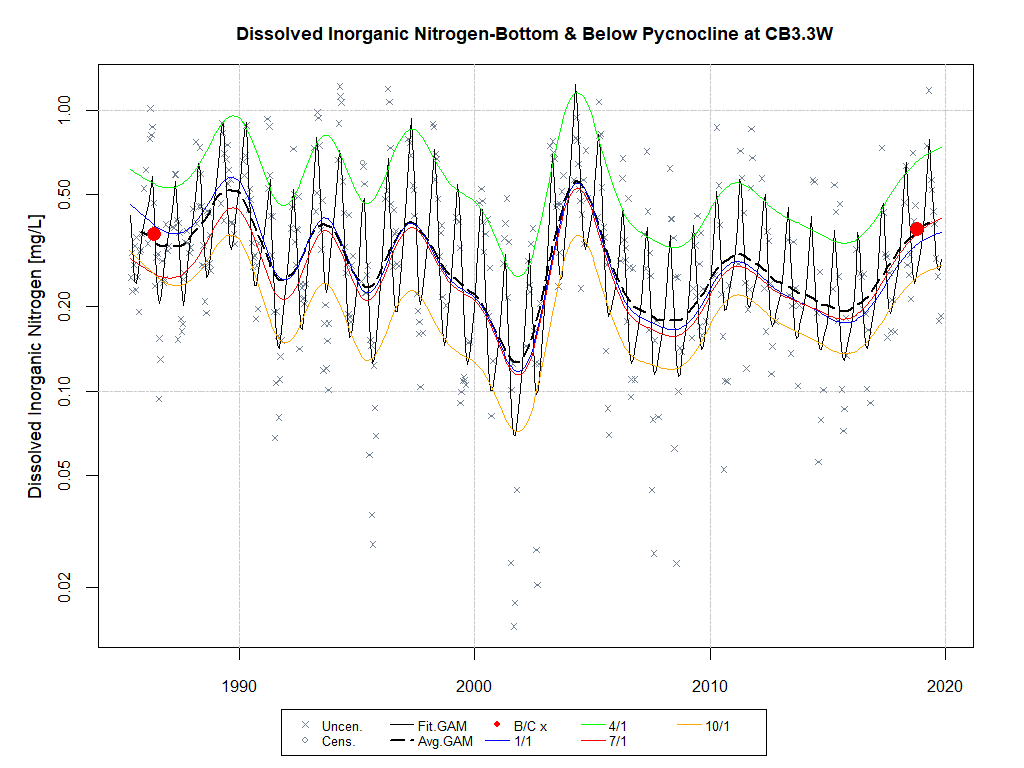 Dissolved Inorganic Nitrogen-Bottom & Below Pycnocline at CB3.3W
Dissolved Inorganic Nitrogen [mg/L]
1.00
0.50
0.20
0.10
0.05
0.02
1990 2000 2010 2020
Uncen. Fit.GAM B/C x 4/1 10/1
Cens. Avg.GAM 1/1 7/1